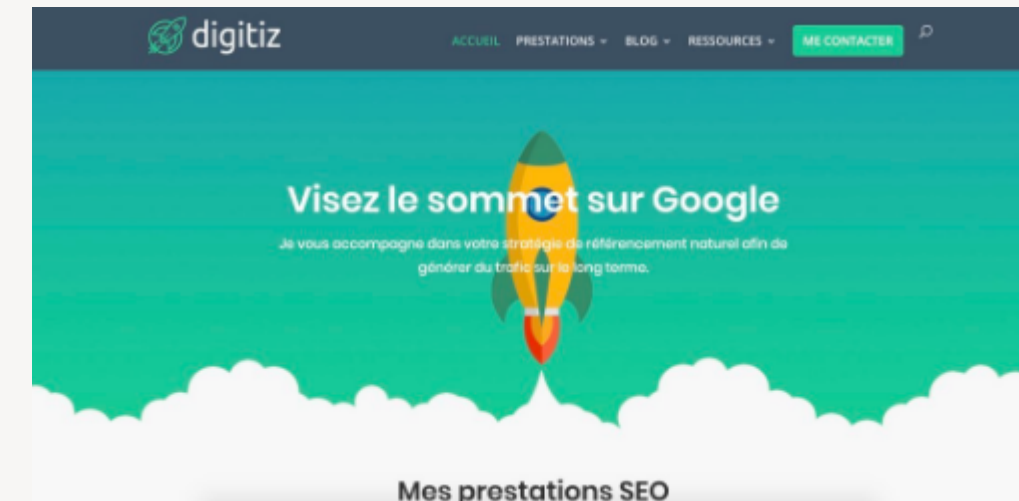 digitiz
ACCUEIL PRESTATIONS BLOG RESSOURCES ME CONTACTER
Visez le sommet sur Google
Je vous accompagne dans votre stratégie de référencement naturel afin de
générer du trafic sur le long terme.
Mes prestations SEO